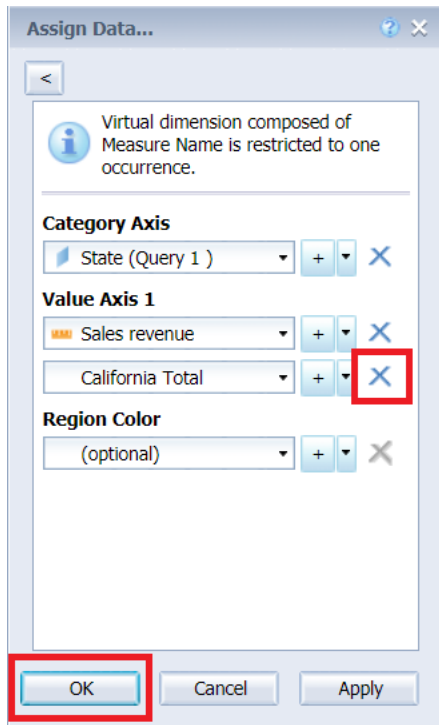 Assign Data...
?
<
i
Virtual dimension composed of
Measure Name is restricted to one
occurrence.
Category Axis
State (Query 1 )
+
Value Axis 1
Sales revenue
+
California Total
+
Region Color
(optional)
+
OK Cancel Apply